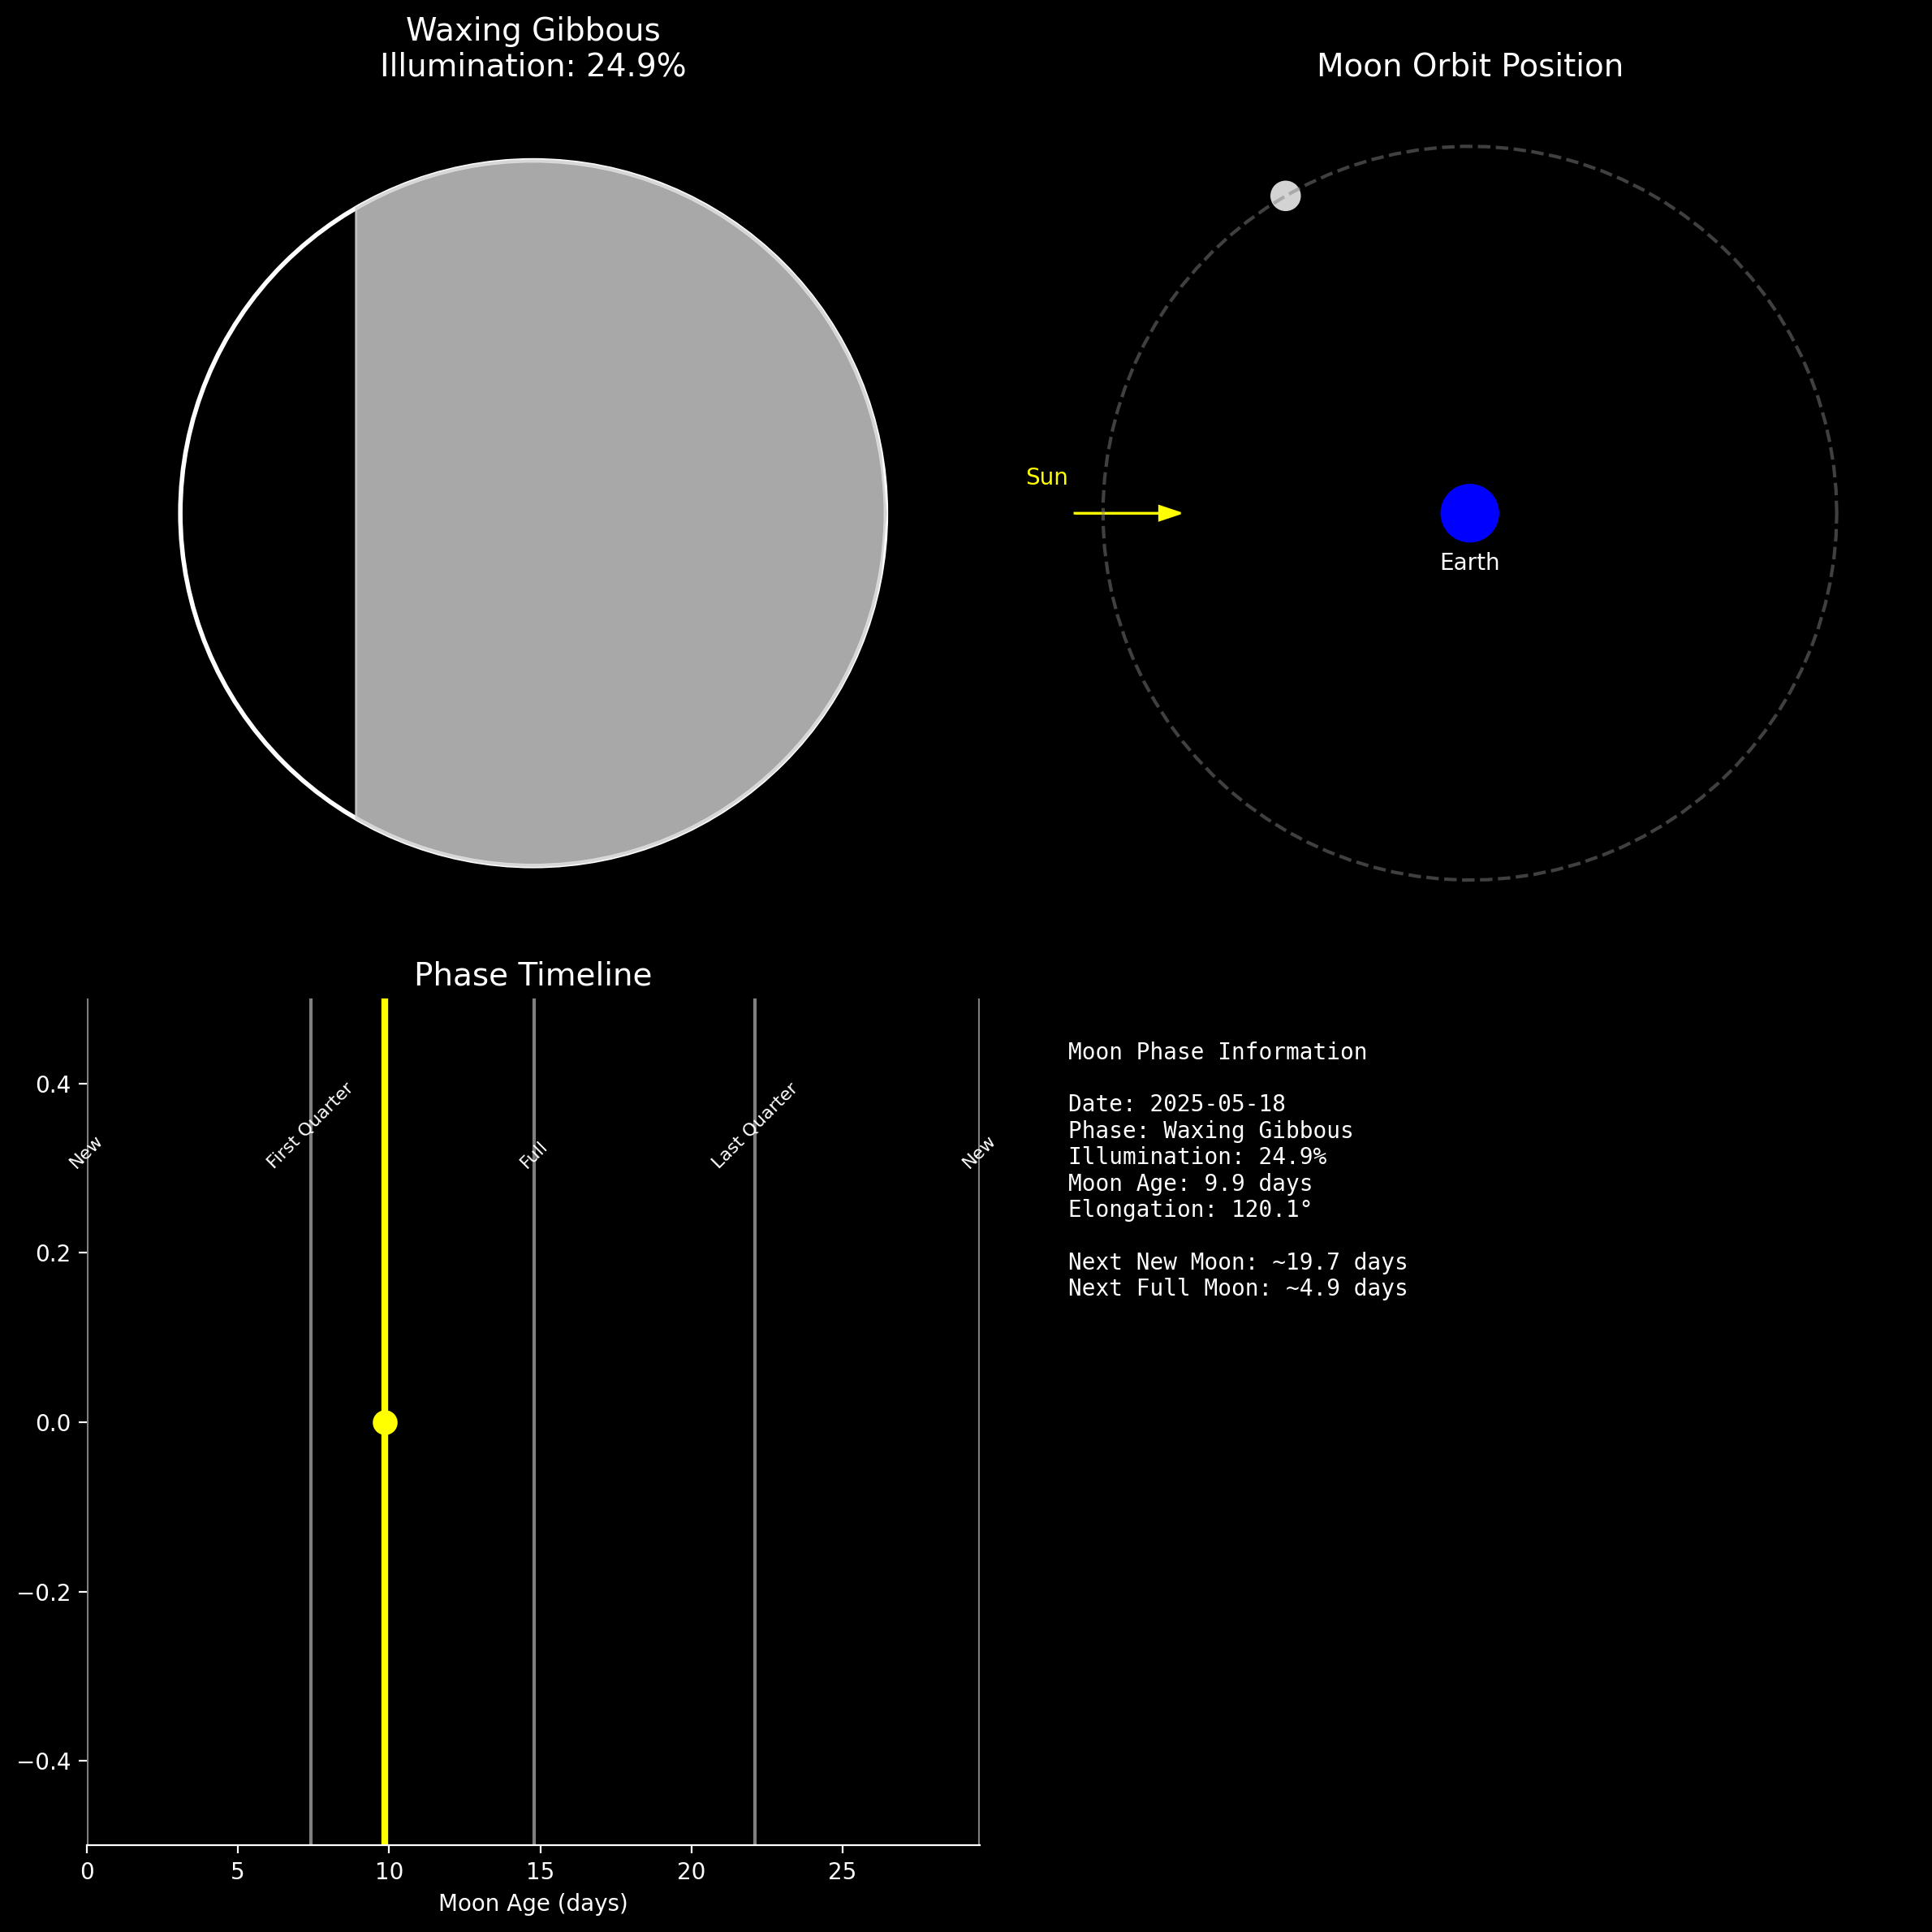 Waxing Gibbous
Illumination: 24.9%
Moon Orbit Position
Sun
Earth
Phase Timeline
0.4
0.2
0.0
−0.2
−0.4
New
First Quarter
Full
Last Quarter
New
0 5 10 15 20 25
Moon Age (days)
Moon Phase Information
Date: 2025-05-18
Phase: Waxing Gibbous
Illumination: 24.9%
Moon Age: 9.9 days
Elongation: 120.1°
Next New Moon: ~19.7 days
Next Full Moon: ~4.9 days